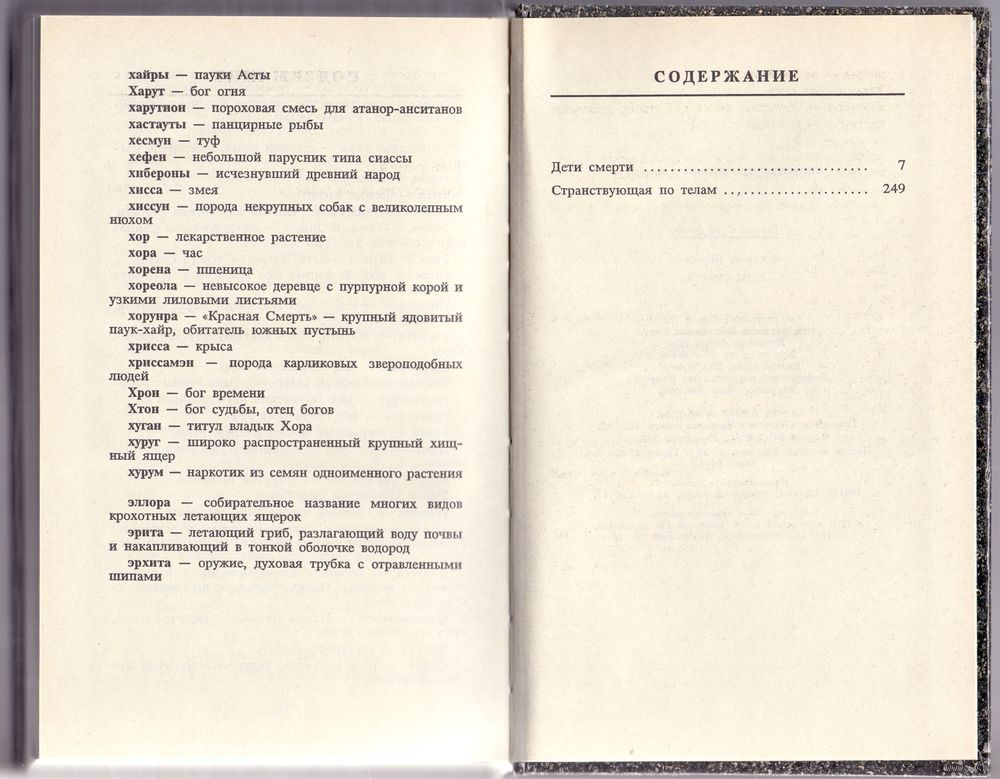 хайры — пауки Асты
Харут — бог огня
харутион — пороховая смесь для атанор-анситанов
хастауты — панцирные рыбы
хесмун — туф
хефен — небольшой парусник типа сиассы
хибероны — исчезнувший древний народ
хисса — змея
хиссун — порода некрупных собак с великолепным
нюхом
хор — лекарственное растение
хора — час
хорена — пшеница
хореола — невысокое деревце с пурпурной корой и
узкими лиловыми листьями
хорунра — «Красная Смерть» — крупный ядовитый
паук-хайр, обитатель южных пустынь
хрисса — крыса
хриссамэн — порода карликовых звероподобных
людей
Хрон — бог времени
Хтон — бог судьбы, отец богов
хуган — титул владык Хора
хуруг — широко распространенный крупный хищ-
ный ящер
хурум — наркотик из семян одноименного растения
эллора — собирательное название многих видов
крохотных летающих ящерок
эрита — летающий гриб, разлагающий воду почвы
и накапливающий в тонкой оболочке водород
эрхита — оружие, духовая трубка с отравленными
шипами
СОДЕРЖАНИЕ
Дети смерти ................................ 7
Странствующая по телам ..................... 249